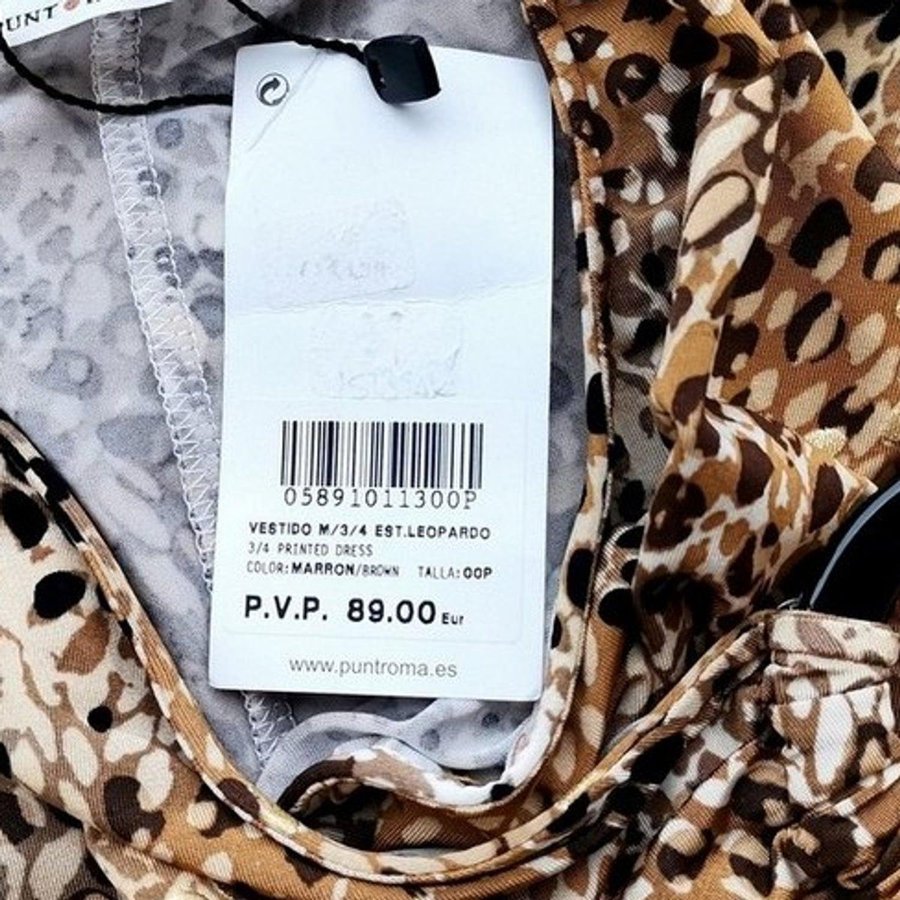 PUNT
05891011300P
VESTIDO M/3/4 EST.LEOPARDO
3/4 PRINTED DRESS
COLOR:MARRON/BROWN TALLA:00P
P.V.P. 89.00 Eur
www.puntroma.es